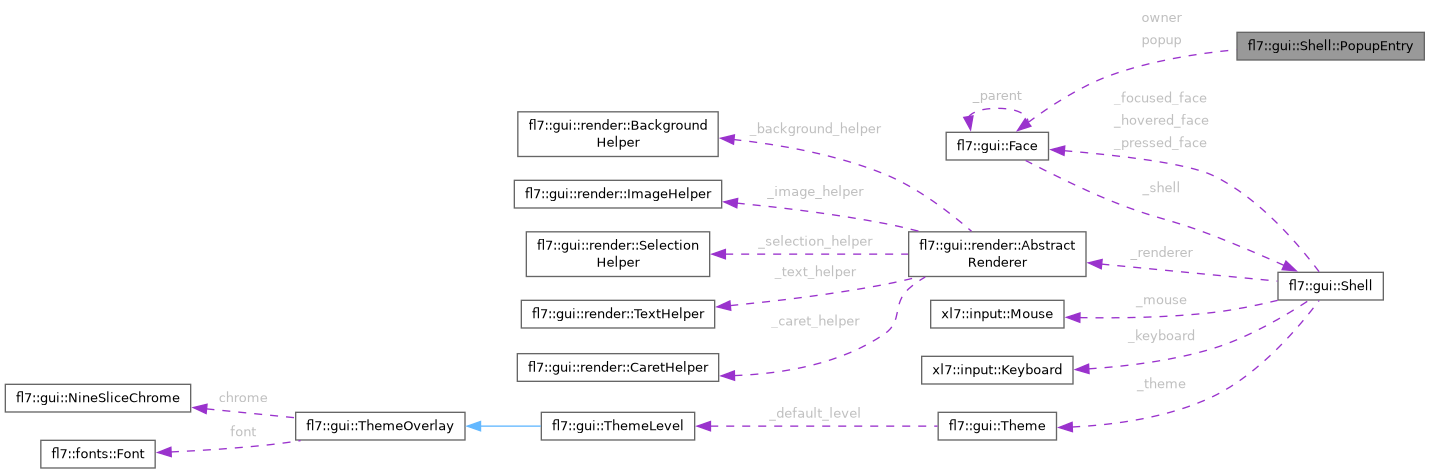 owner
popup
fl7::gui::Shell::PopupEntry
_parent
_focused_face
_hovered_face
_pressed_face
fl7::gui::render::Background
Helper
_background_helper
fl7::gui::Face
fl7::gui::render::ImageHelper
_image_helper
_shell
fl7::gui::render::Selection
Helper
_selection_helper
fl7::gui::render::Abstract
Renderer
_renderer
_text_helper
fl7::gui::Shell
fl7::gui::render::TextHelper
xl7::input::Mouse
_mouse
_caret_helper
_keyboard
fl7::gui::render::CaretHelper
xl7::input::Keyboard
_theme
fl7::gui::NineSliceChrome
chrome
_default_level
fl7::gui::ThemeOverlay
fl7::gui::ThemeLevel
fl7::gui::Theme
font
fl7::fonts::Font